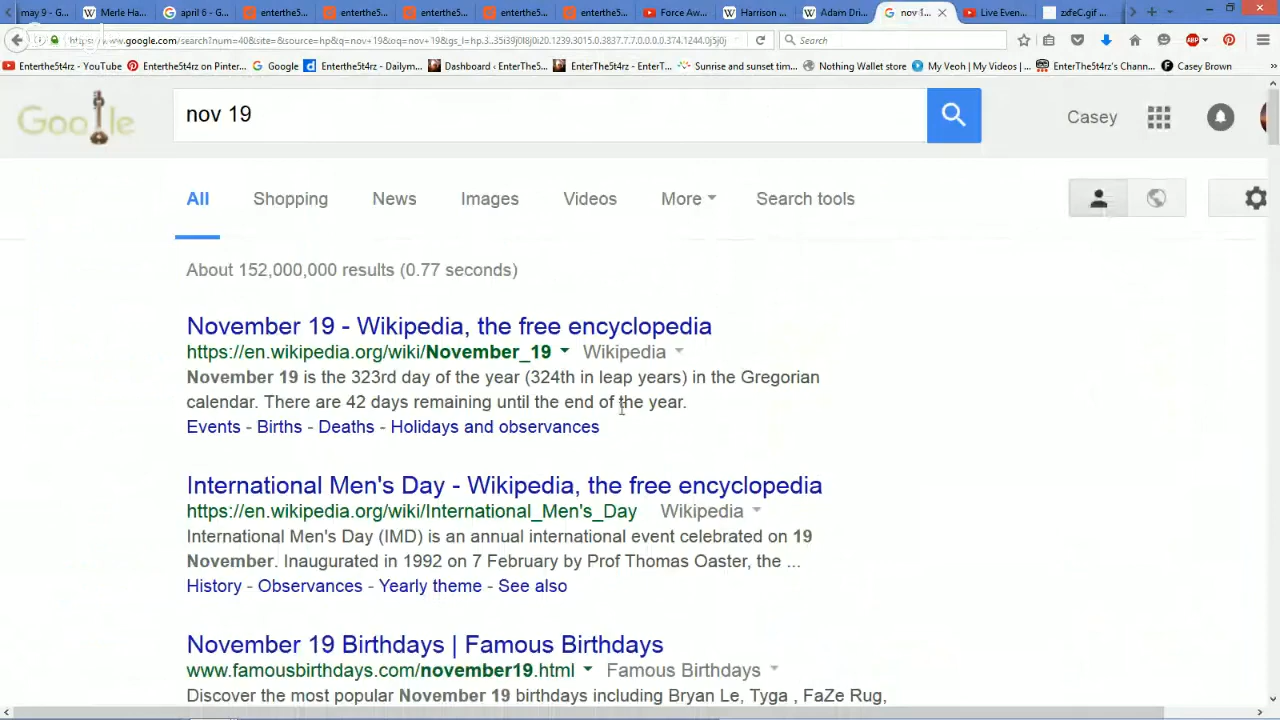 may 9 - G...
Merle Ha...
april 6 - G...
enterthe5...
enterthe5...
enterthe5...
enterthe5...
enterthe5...
Force Aw...
Harrison ...
Adam Dri...
nov 1...
Live Even...
zxfeC.gif ...
https://www.google.com/search?num=40&site=&source=hp&q=nov+19&oq=nov+19&gs_l=hp.3..35i39j0l8j0i20.1239.3015.0.3837.7.7.0.0.0.0.374.1244.0j5j0j
Search
EnterThe5t4rz - YouTube
Enterthe5t4rz on Pinter...
Google
Enterthe5t4rz - Dailym...
Dashboard ‹ EnterThe5...
EnterThe5t4rz - EnterT...
Sunrise and sunset tim...
Nothing Wallet store
My Veoh | My Videos | ...
EnterThe5t4rz's Chann...
Casey Brown
Google
nov 19
Casey
All
Shopping
News
Images
Videos
More
Search tools
About 152,000,000 results (0.77 seconds)
November 19 - Wikipedia, the free encyclopedia
https://en.wikipedia.org/wiki/November_19 Wikipedia
November 19 is the 323rd day of the year (324th in leap years) in the Gregorian
calendar. There are 42 days remaining until the end of the year.
Events - Births - Deaths - Holidays and observances
International Men's Day - Wikipedia, the free encyclopedia
https://en.wikipedia.org/wiki/International_Men's_Day Wikipedia
International Men's Day (IMD) is an annual international event celebrated on 19
November. Inaugurated in 1992 on 7 February by Prof Thomas Oaster, the ...
History - Observances - Yearly theme - See also
November 19 Birthdays | Famous Birthdays
www.famousbirthdays.com/november19.html Famous Birthdays
Discover the most popular November 19 birthdays including Bryan Le, Tyga , FaZe Rug,